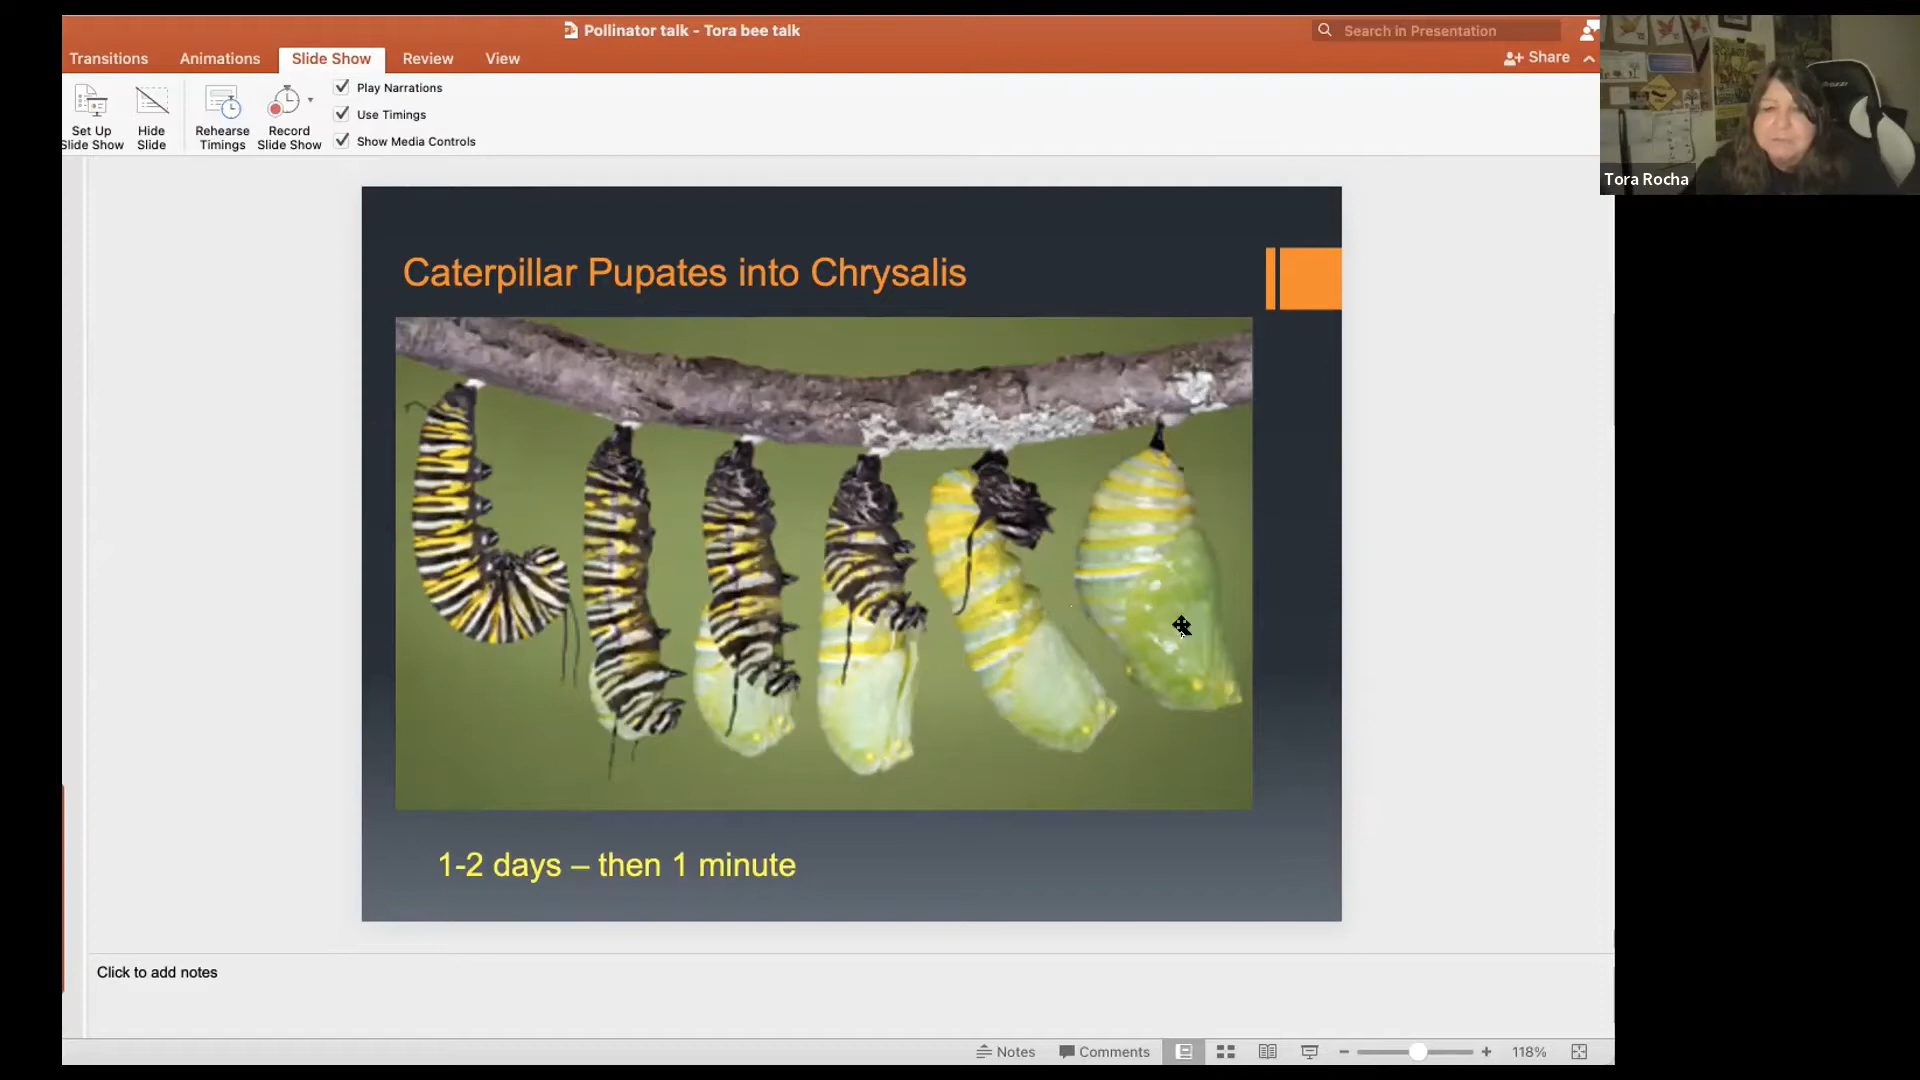 Pollinator talk - Tora bee talk
Search in Presentation
Transitions
Animations
Slide Show
Review
View
Share
Set Up
Slide Show
Hide
Slide
Rehearse
Timings
Record
Slide Show
Play Narrations
Use Timings
Show Media Controls
Tora Rocha
Caterpillar Pupates into Chrysalis
1-2 days – then 1 minute
Click to add notes
Notes
Comments
118%